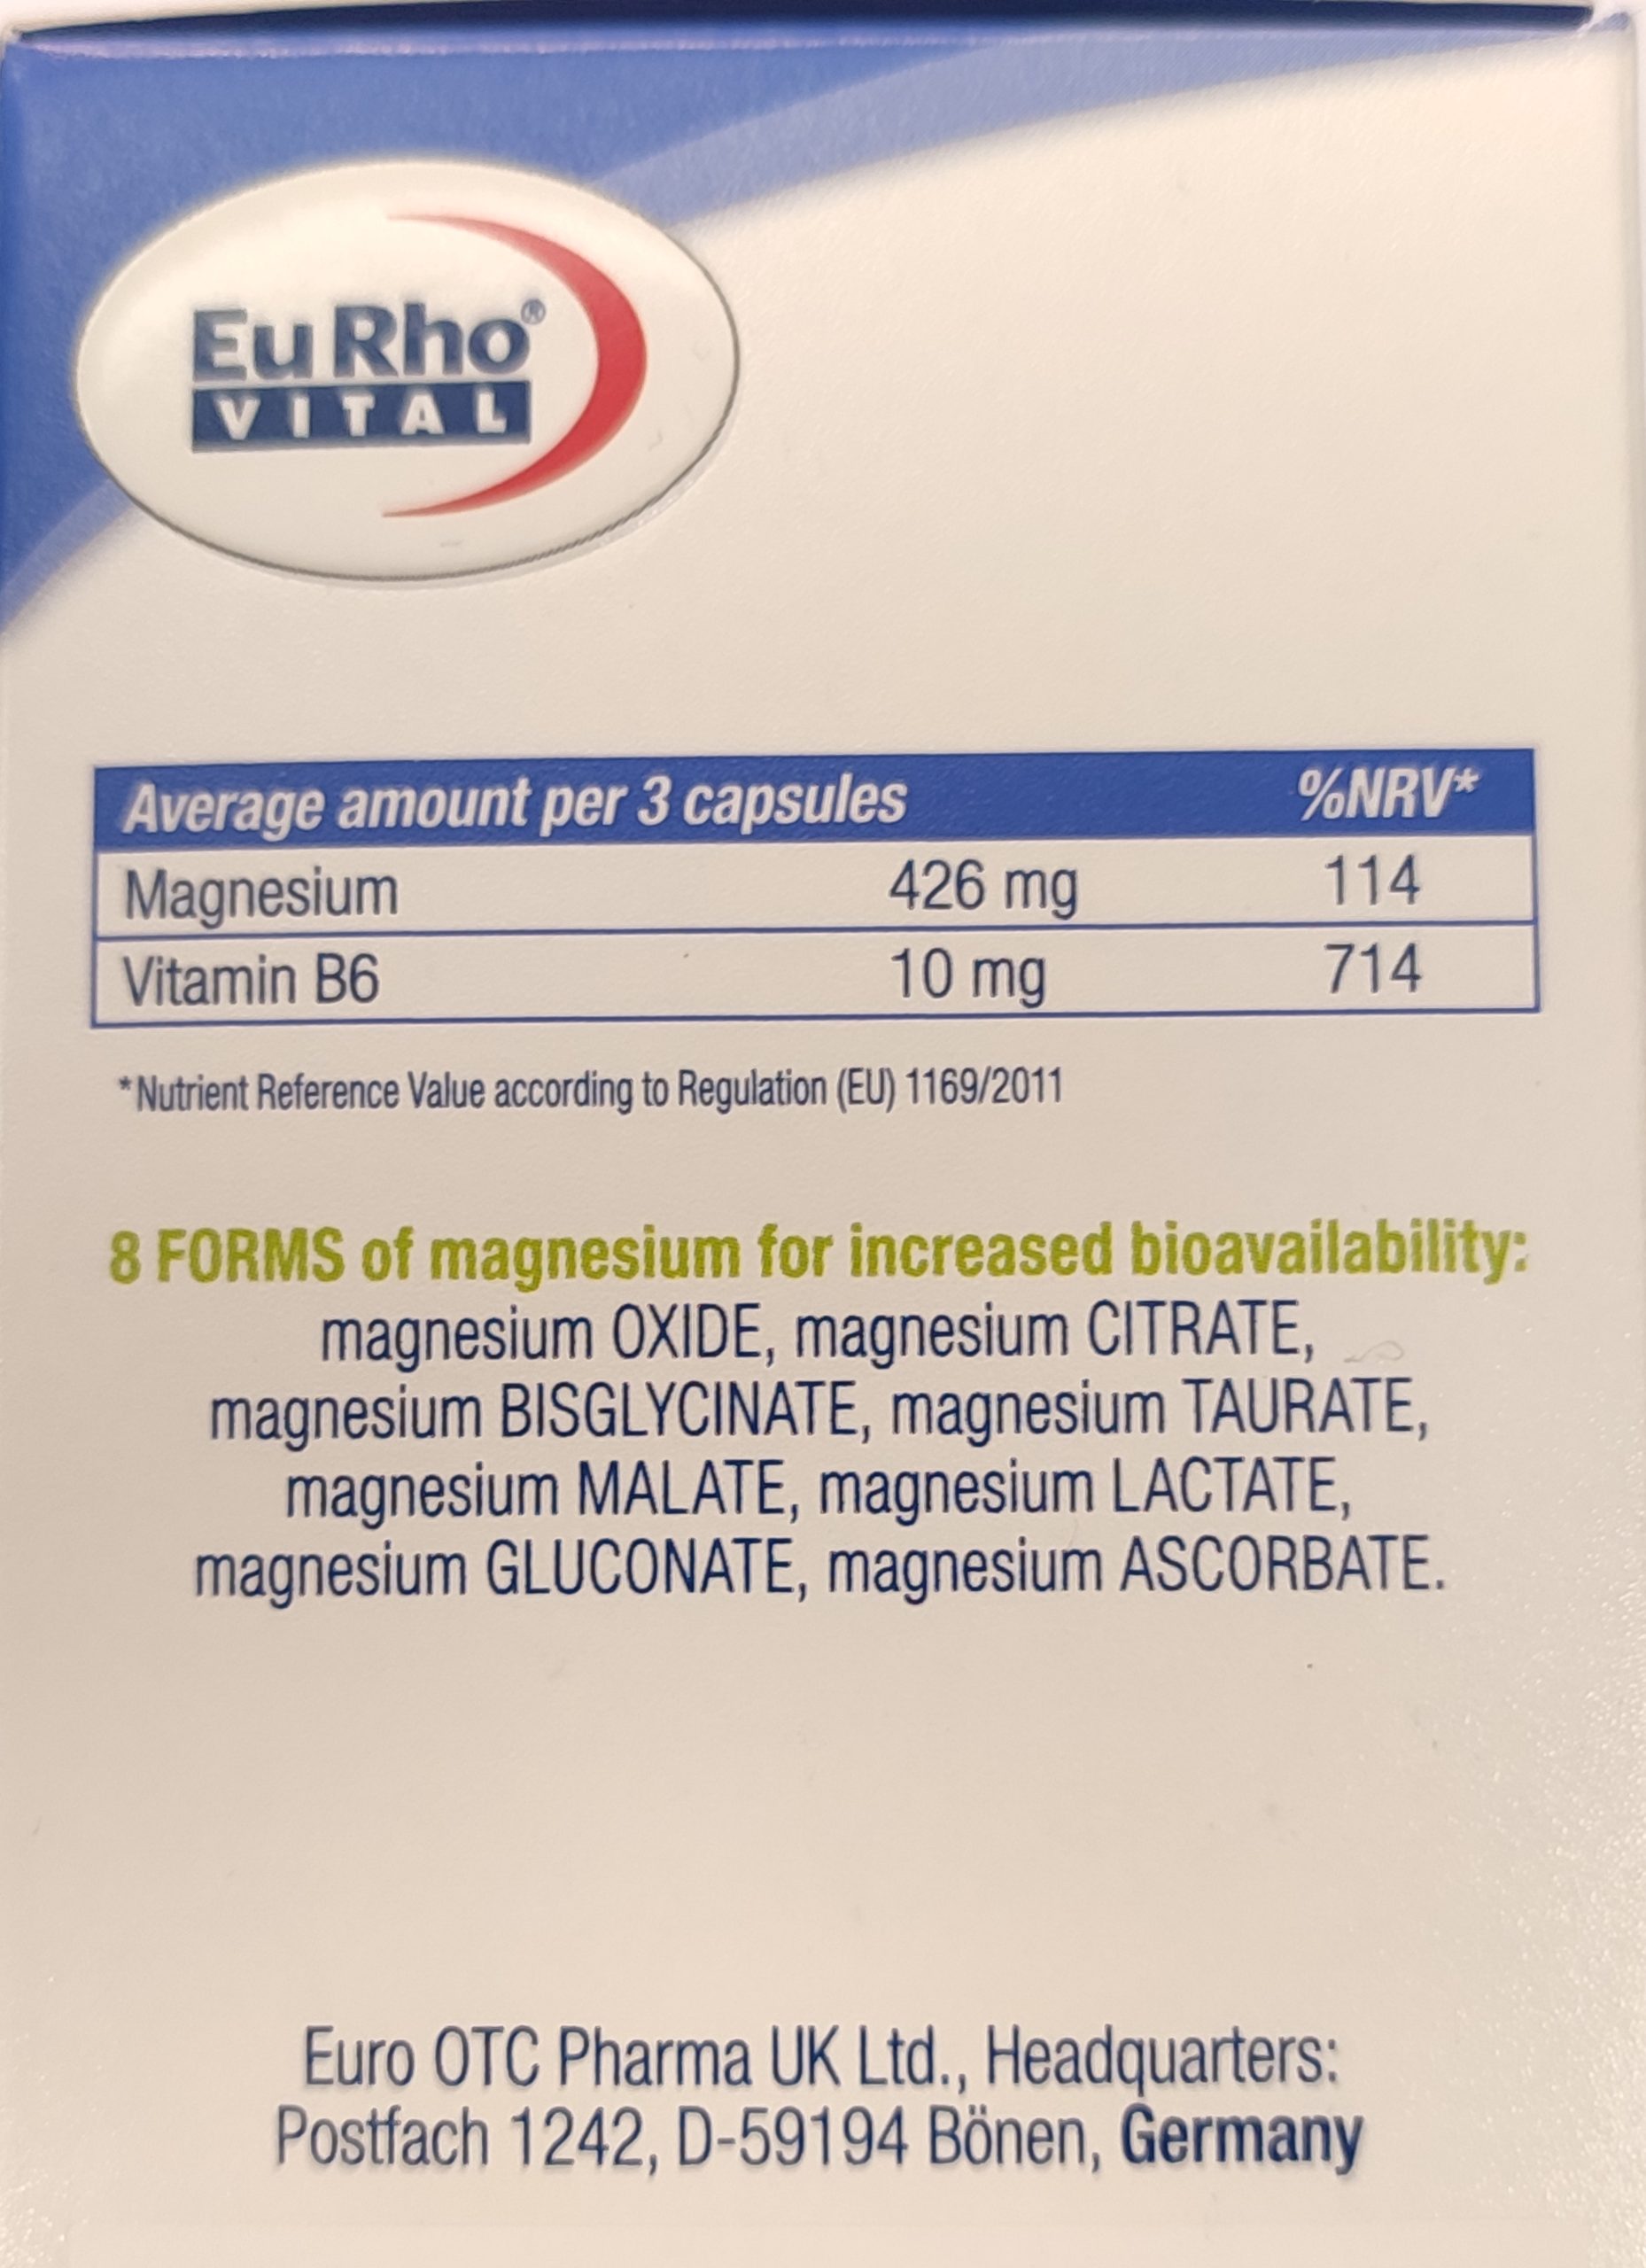 Eu Rho®
VITAL
Average amount per 3 capsules %NRV*
Magnesium 426 mg 114
Vitamin B6 10 mg 714
*Nutrient Reference Value according to Regulation (EU) 1169/2011
8 FORMS of magnesium for increased bioavailability:
magnesium OXIDE, magnesium CITRATE,
magnesium BISGLYCINATE, magnesium TAURATE,
magnesium MALATE, magnesium LACTATE,
magnesium GLUCONATE, magnesium ASCORBATE.
Euro OTC Pharma UK Ltd., Headquarters:
Postfach 1242, D-59194 Bönen, Germany